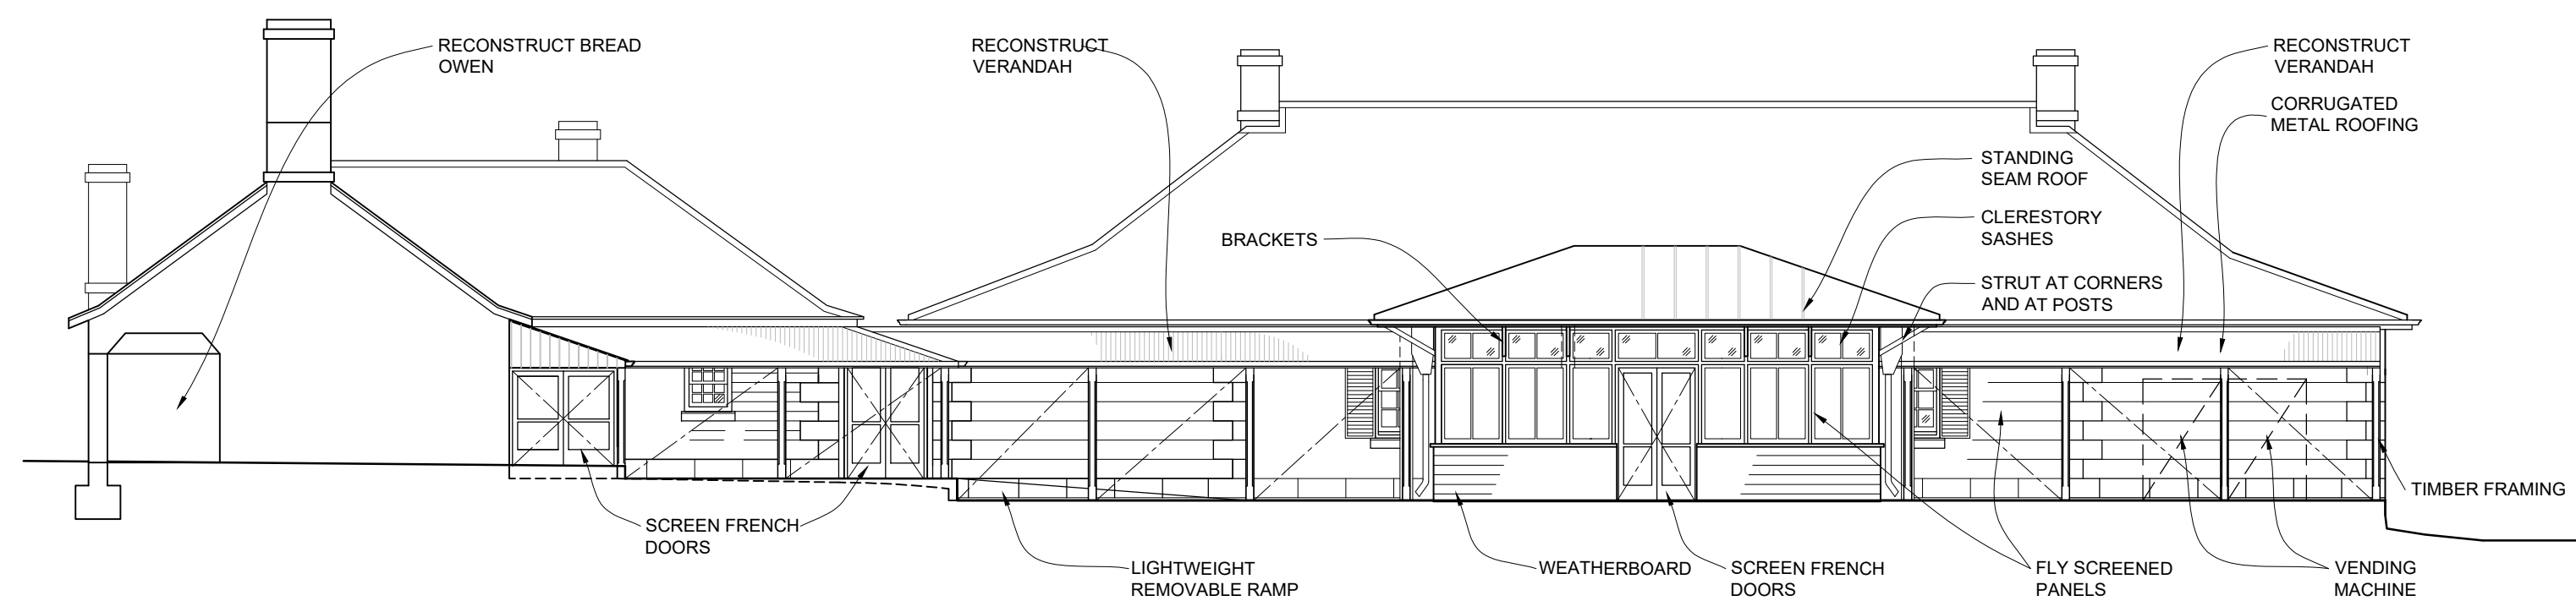 RECONSTRUCT BREAD
OWEN
RECONSTRUCT
VERANDAH
RECONSTRUCT
VERANDAH
CORRUGATED
METAL ROOFING
STANDING
SEAM ROOF
BRACKETS
CLERESTORY
SASHES
STRUT AT CORNERS
AND AT POSTS
TIMBER FRAMING
SCREEN FRENCH
DOORS
LIGHTWEIGHT
REMOVABLE RAMP
WEATHERBOARD
SCREEN FRENCH
DOORS
FLY SCREENED
PANELS
VENDING
MACHINE